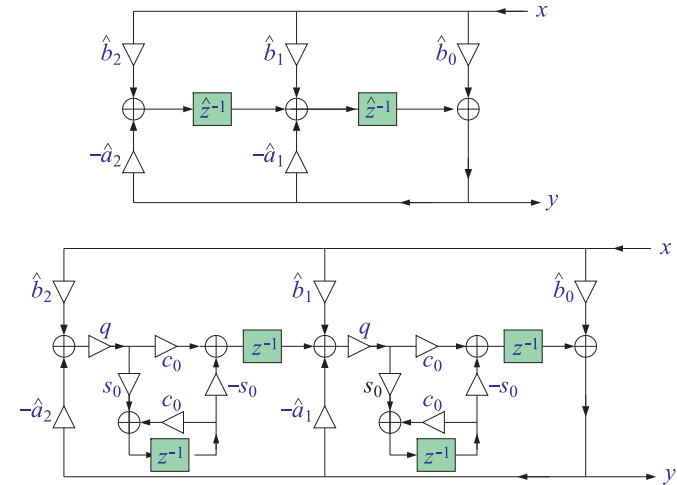 x
b̂₂ b̂₁ b̂₀
ẑ⁻¹ ẑ⁻¹
−â₂ −â₁
y
x
b̂₂ b̂₁ b̂₀
q c₀ z⁻¹ q c₀ z⁻¹
s₀ −s₀ s₀ −s₀
−â₂ c₀ −â₁ c₀
z⁻¹ z⁻¹
y